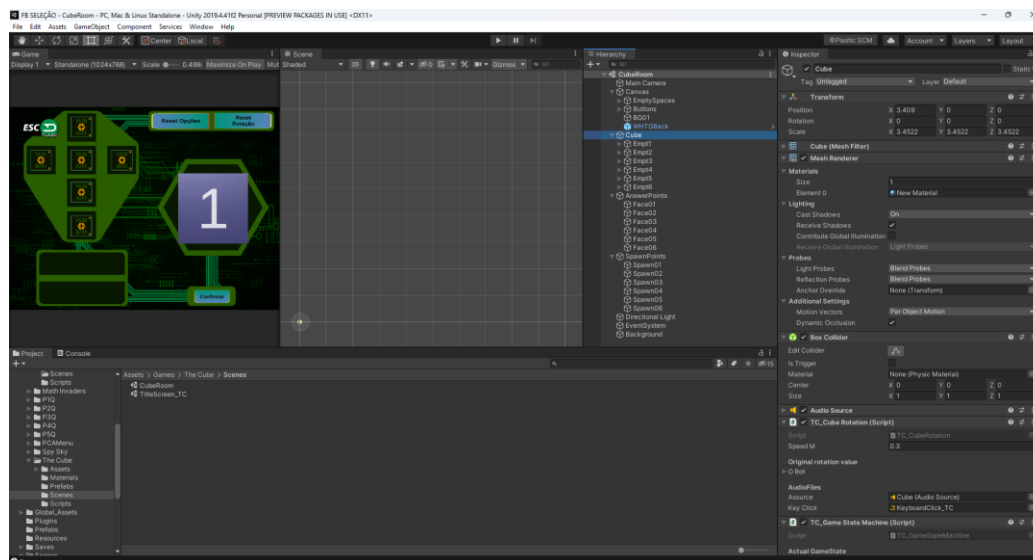 FB SELEÇÃO - CubeRoom - PC, Mac & Linux Standalone - Unity 2019.4.41f2 Personal [PREVIEW PACKAGES IN USE] <DX11>
File Edit Assets GameObject Component Services Window Help
Center Local
Plastic SCM Account Layers Layout
Game
Display 1 Standalone (1024x768) Scale 0.488x Maximize On Play Mut
ESC
Reset Opções
Reset Rotação
1
Confirmar
Scene
Shaded 2D 0 Gizmos All
Hierarchy
All
CubeRoom
Main Camera
Canvas
EmptySpaces
Buttons
BG01
WHTGBack
Cube
Empt1
Empt2
Empt3
Empt4
Empt5
Empt6
AnswerPoints
Face01
Face02
Face03
Face04
Face05
Face06
SpawnPoints
Spawn01
Spawn02
Spawn03
Spawn04
Spawn05
Spawn06
Directional Light
EventSystem
Background
Inspector
Cube Static
Tag Untagged Layer Default
Transform
Position X 3.409 Y 0 Z 0
Rotation X 0 Y 0 Z 0
Scale X 3.4522 Y 3.4522 Z 3.4522
Cube (Mesh Filter)
Mesh Renderer
Materials
Size 1
Element 0 New Material
Lighting
Cast Shadows On
Receive Shadows
Contribute Global Illumination
Receive Global Illumination Light Probes
Probes
Light Probes Blend Probes
Reflection Probes Blend Probes
Anchor Override None (Transform)
Additional Settings
Motion Vectors Per Object Motion
Dynamic Occlusion
Box Collider
Edit Collider
Is Trigger
Material None (Physic Material)
Center X 0 Y 0 Z 0
Size X 1 Y 1 Z 1
Audio Source
TC_Cube Rotation (Script)
Script TC_CubeRotation
Speed M 0.3
Original rotation value
O Rot
AudioFiles
Asource Cube (Audio Source)
Key Click KeyboardClick_TC
TC_Game State Machine (Script)
Script TC_GameStateMachine
Actual GameState
Project Console
15
Scenes
Scripts
Math Invaders
P1Q
P2Q
P3Q
P4Q
P5Q
PCAMenu
Spy Sky
The Cube
Assets
Materials
Prefabs
Scenes
Scripts
Global_Assets
Plugins
Prefabs
Resources
Saves
Assets > Games > The Cube > Scenes
CubeRoom
TitleScreen_TC